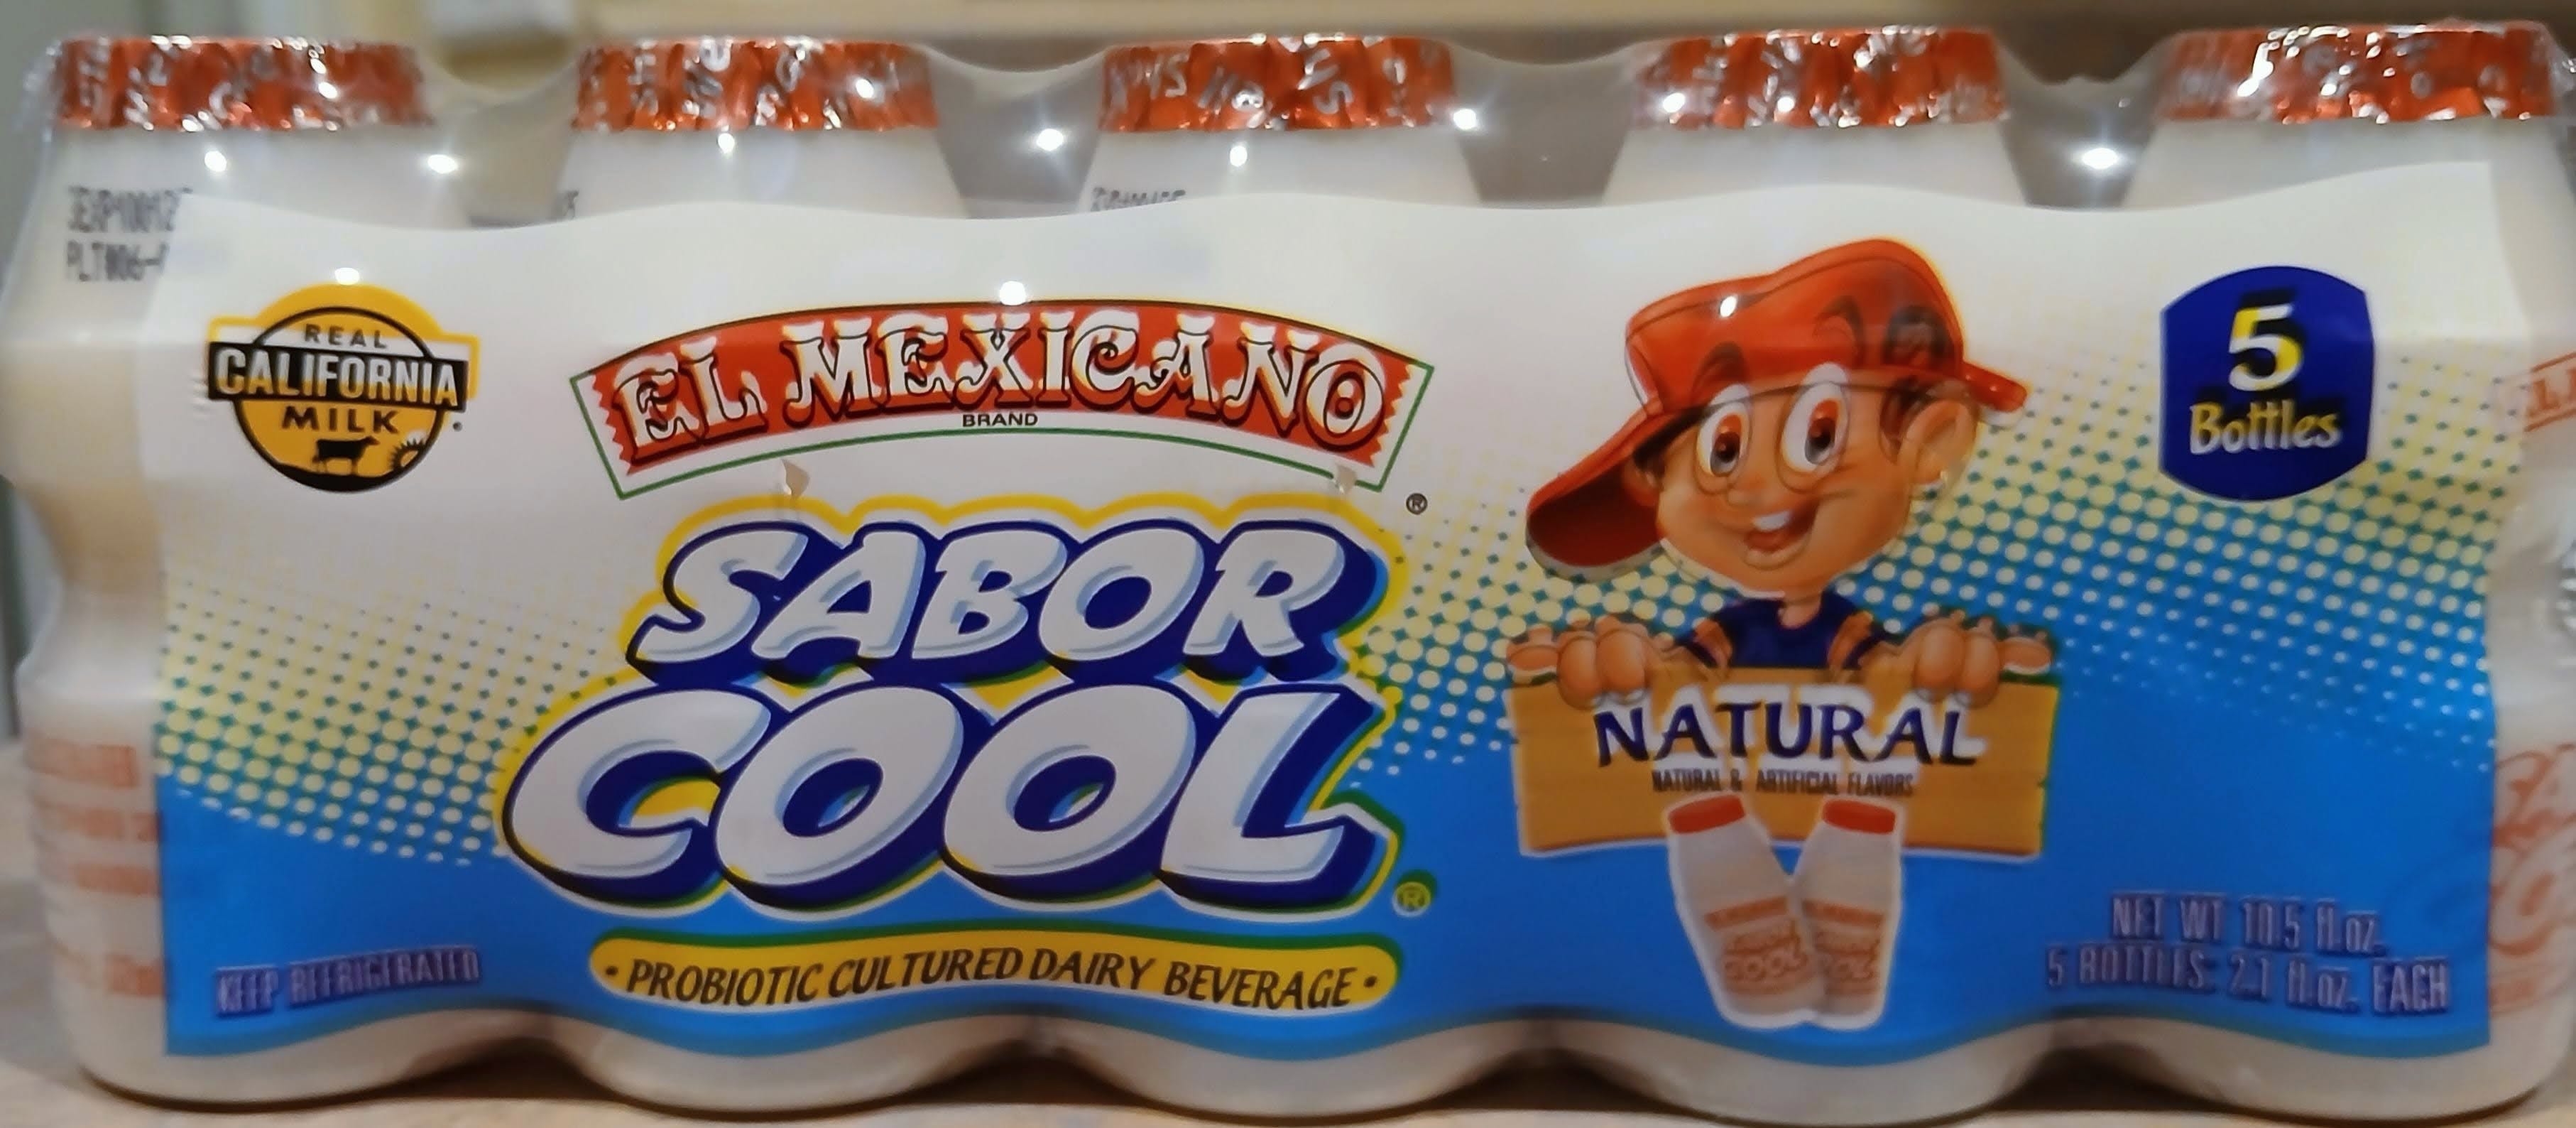 REAL
CALIFORNIA
MILK
EL MEXICANO
BRAND
®
SABOR
COOL
®
• PROBIOTIC CULTURED DAIRY BEVERAGE •
KEEP REFRIGERATED
5
Bottles
NATURAL
NATURAL & ARTIFICIAL FLAVORS
COOL
NET WT 10.5 fl.oz.
5 BOTTLES: 2.1 fl.oz. EACH